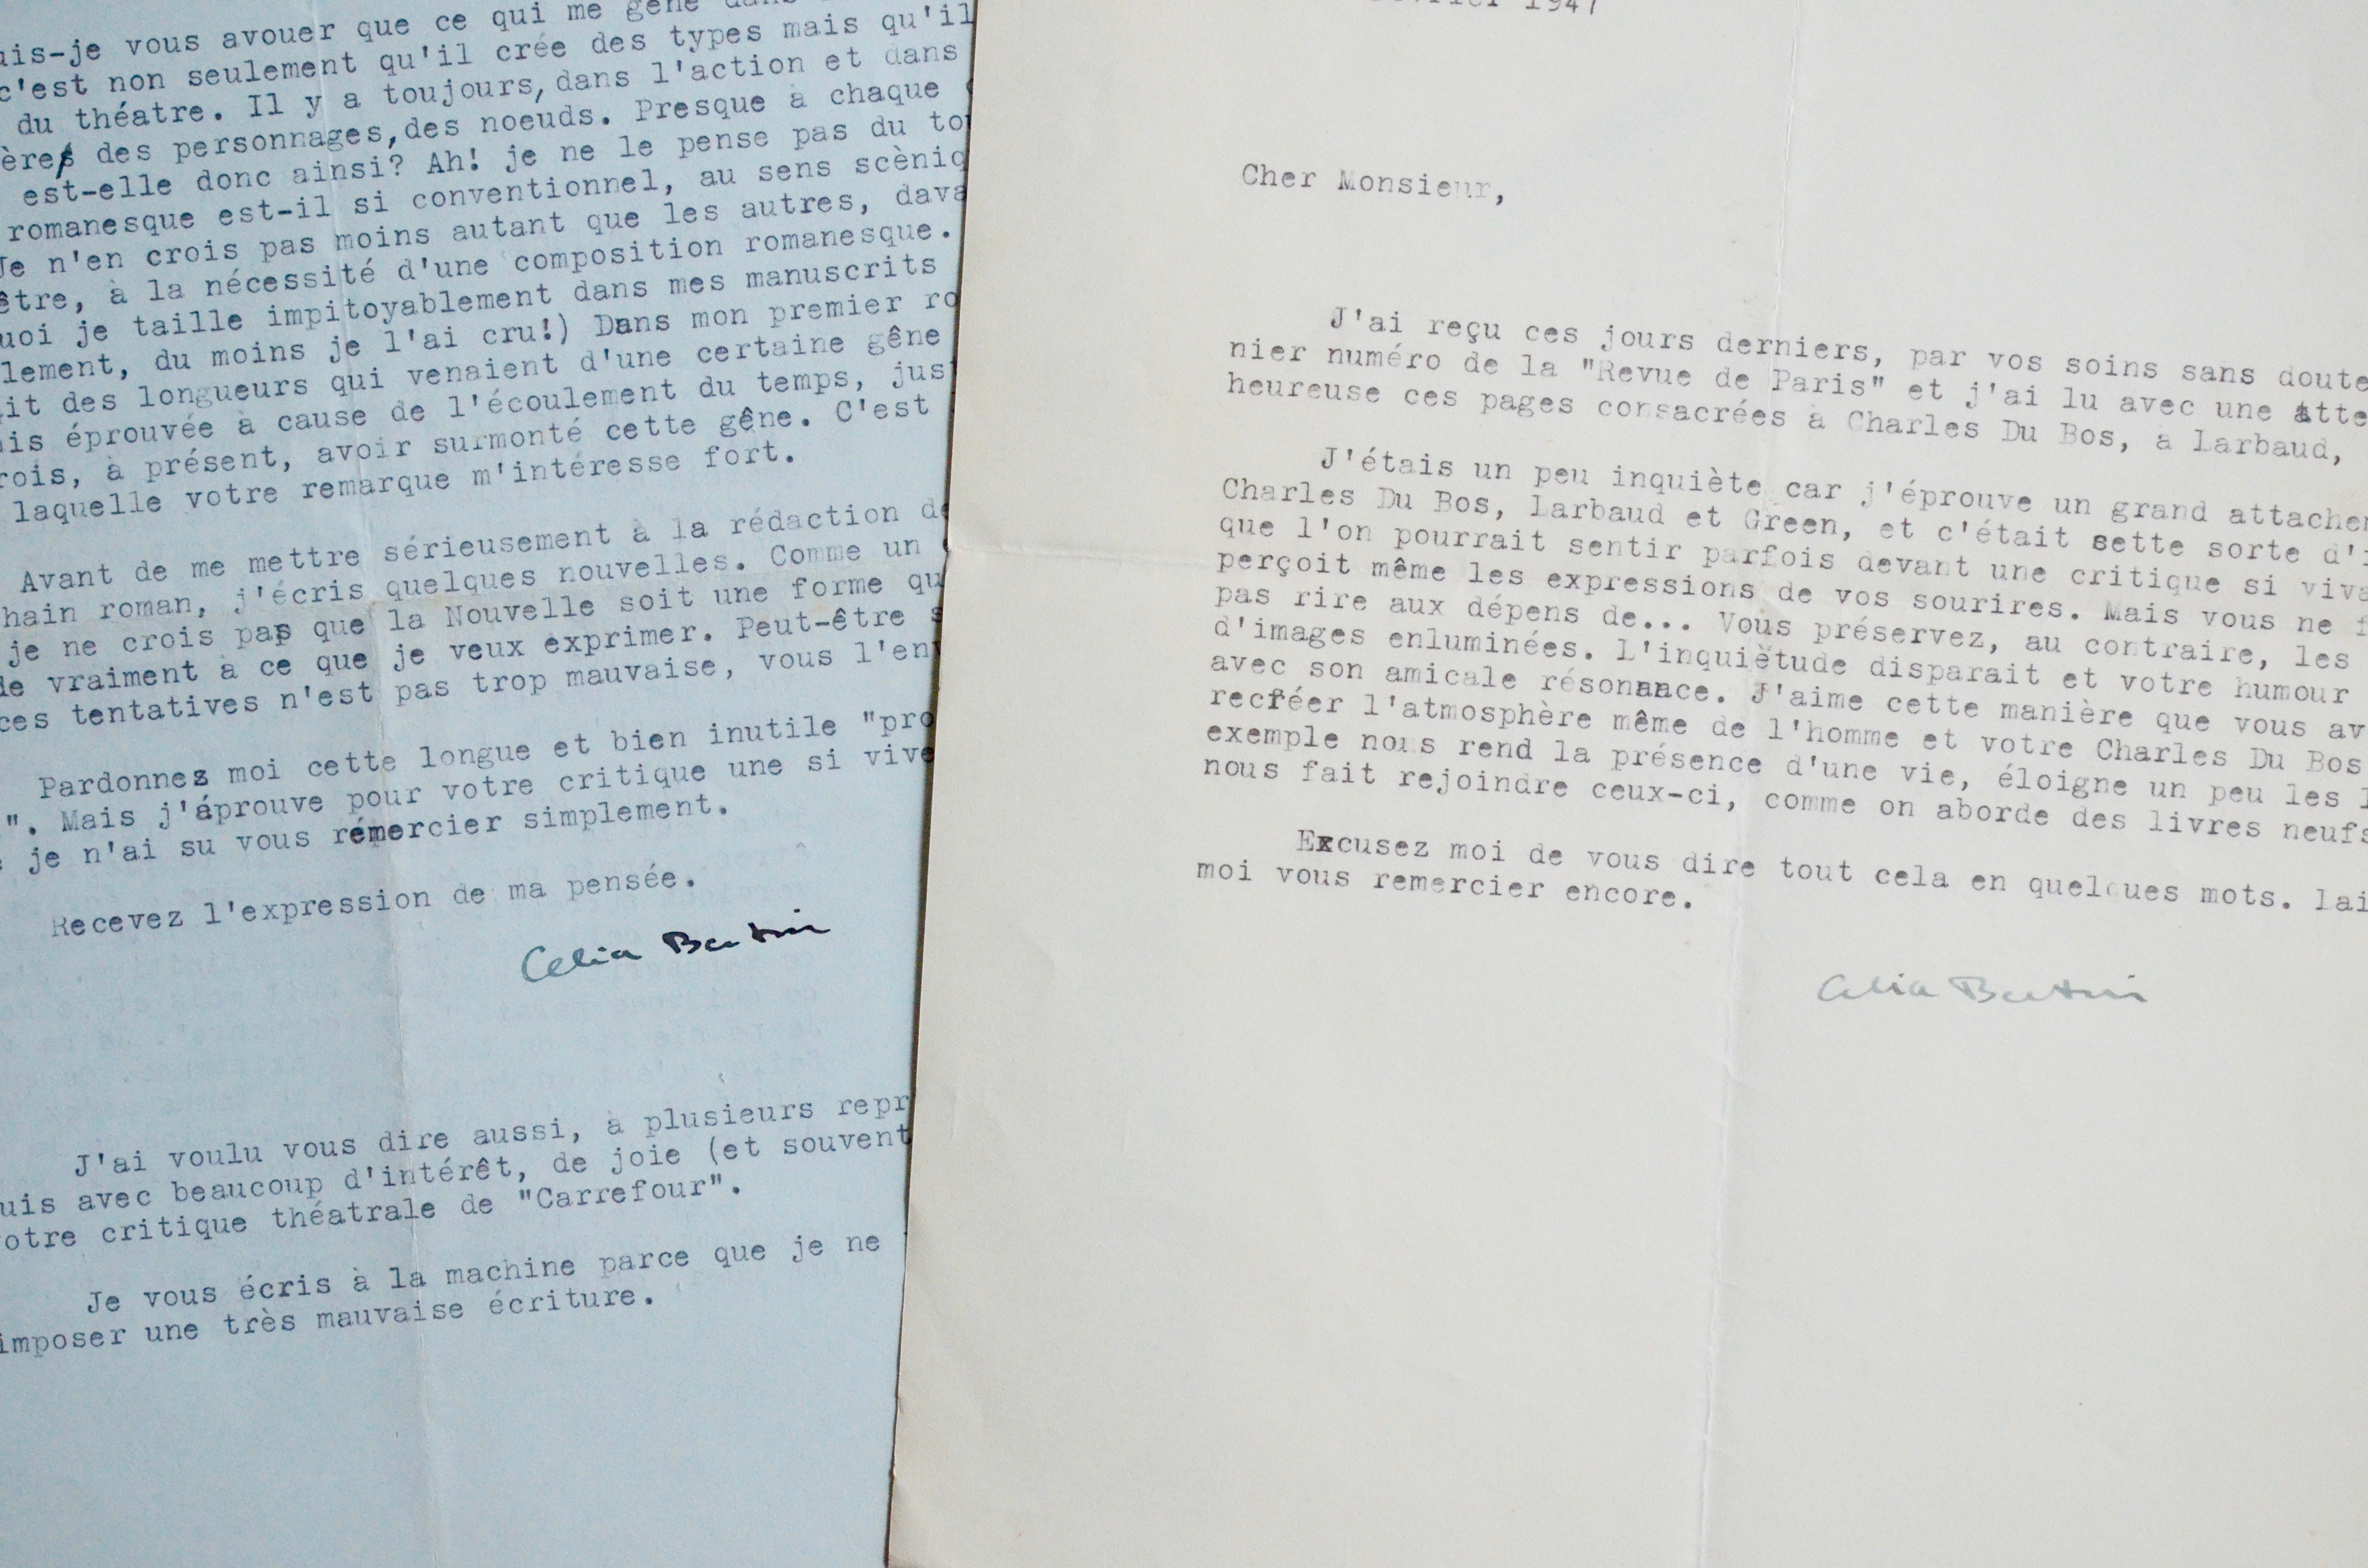 uis-je vous avouer que ce qui me gêne
c'est non seulement qu'il crée des types mais qu'il
du théatre. Il y a toujours, dans l'action et dans
ères des personnages, des noeuds. Presque à chaque
est-elle donc ainsi? Ah! je ne le pense pas du to
romanesque est-il si conventionnel, au sens scèniq
Je n'en crois pas moins autant que les autres, dava
être, à la nécessité d'une composition romanesque.
uoi je taille impitoyablement dans mes manuscrits
lement, du moins je l'ai cru!) Dans mon premier ro
it des longueurs qui venaient d'une certaine gêne
ais éprouvée à cause de l'écoulement du temps, jus
rois, à présent, avoir surmonté cette gêne. C'est
laquelle votre remarque m'intéresse fort.
Avant de me mettre sérieusement à la rédaction de
hain roman, j'écris quelques nouvelles. Comme un
je ne crois pas que la Nouvelle soit une forme qu
de vraiment à ce que je veux exprimer. Peut-être s
ces tentatives n'est pas trop mauvaise, vous l'en
Pardonnez moi cette longue et bien inutile "pro
". Mais j'áprouve pour votre critique une si vive
je n'ai su vous rémercier simplement.
Recevez l'expression de ma pensée.
Celia Bertin
J'ai voulu vous dire aussi, à plusieurs repr
uis avec beaucoup d'intérêt, de joie (et souvent
otre critique théatrale de "Carrefour".
Je vous écris à la machine parce que je ne
imposer une très mauvaise écriture.
évrier 1947
Cher Monsieur,
J'ai reçu ces jours derniers, par vos soins sans doute
nier numéro de la "Revue de Paris" et j'ai lu avec une atte
heureuse ces pages consacrées à Charles Du Bos, à Larbaud,
J'étais un peu inquiète car j'éprouve un grand attachem
Charles Du Bos, Larbaud et Green, et c'était sette sorte d'i
que l'on pourrait sentir parfois devant une critique si viva
perçoit même les expressions de vos sourires. Mais vous ne f
pas rire aux dépens de... Vous préservez, au contraire, les
d'images enluminées. L'inquiétude disparait et votre humour
avec son amicale résonnance. J'aime cette manière que vous av
recréer l'atmosphère même de l'homme et votre Charles Du Bos
exemple nous rend la présence d'une vie, éloigne un peu les l
nous fait rejoindre ceux-ci, comme on aborde des livres neufs
Excusez moi de vous dire tout cela en quelques mots. lai
moi vous remercier encore.
Celia Bertin